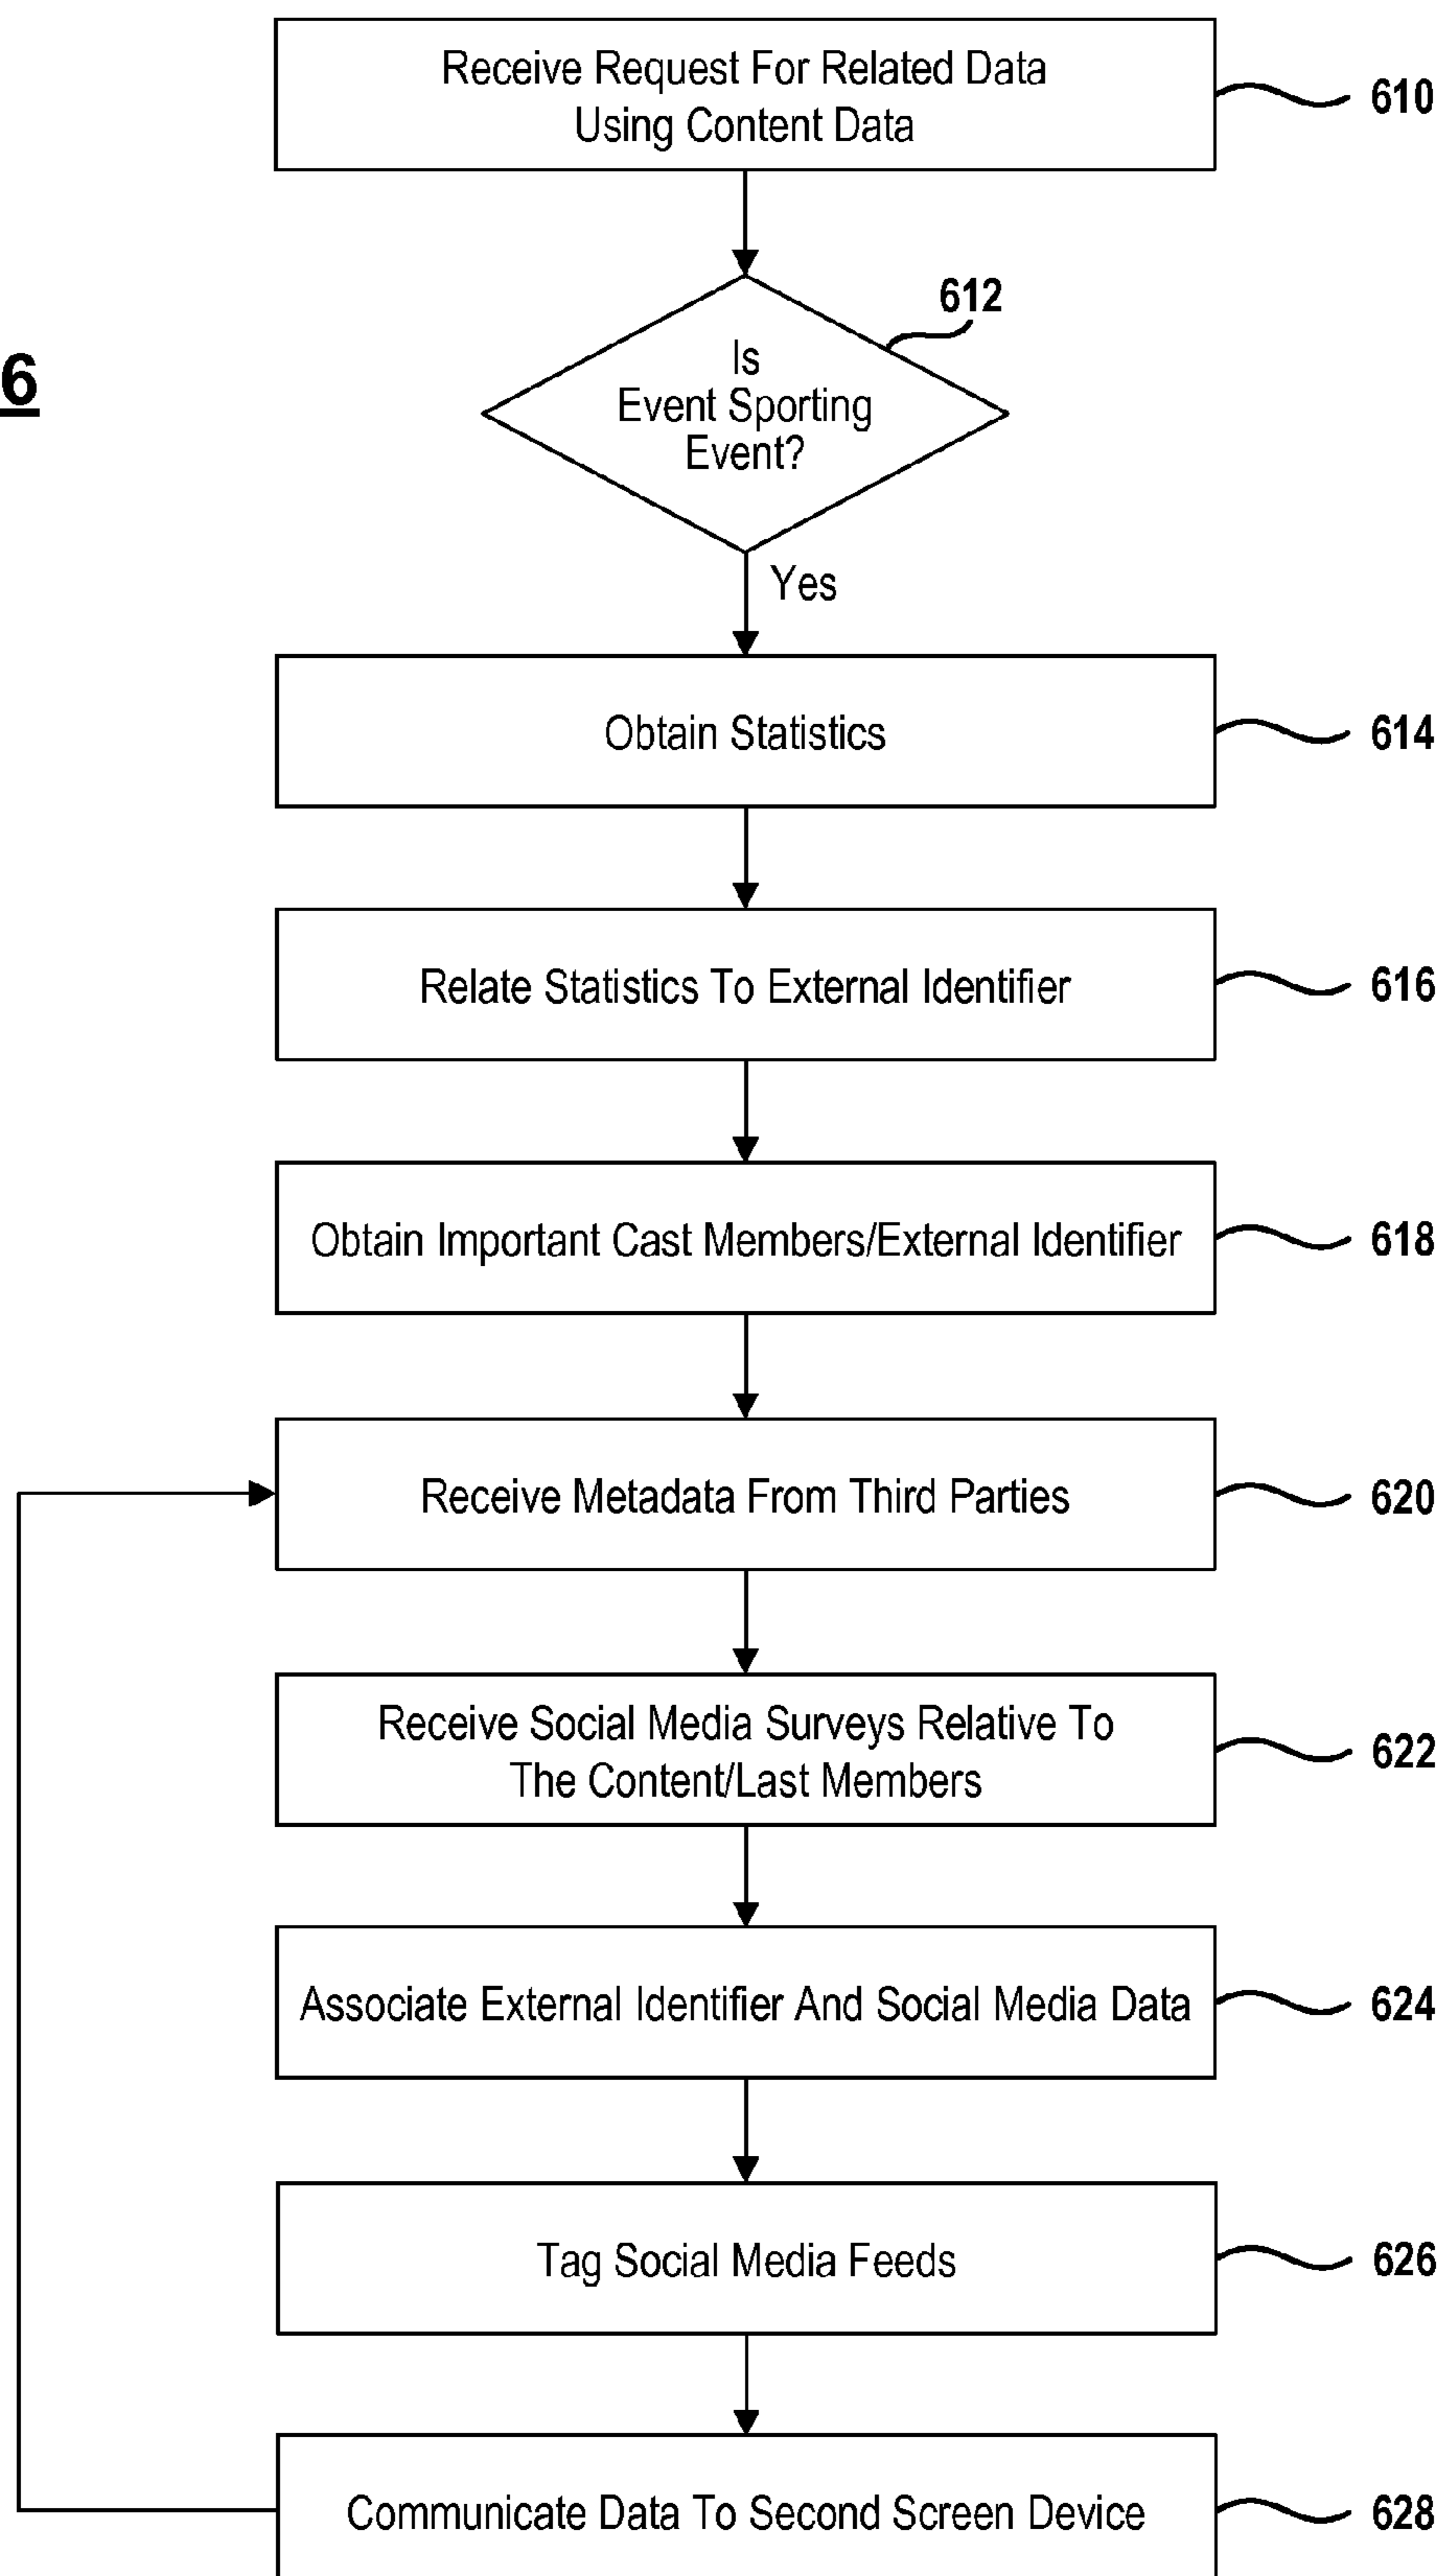 Receive Request For Related Data
Using Content Data
610
612
6
Is
Event Sporting
Event?
Yes
Obtain Statistics
614
Relate Statistics To External Identifier
616
Obtain Important Cast Members/External Identifier
618
Receive Metadata From Third Parties
620
Receive Social Media Surveys Relative To
The Content/Last Members
622
Associate External Identifier And Social Media Data
624
Tag Social Media Feeds
626
Communicate Data To Second Screen Device
628